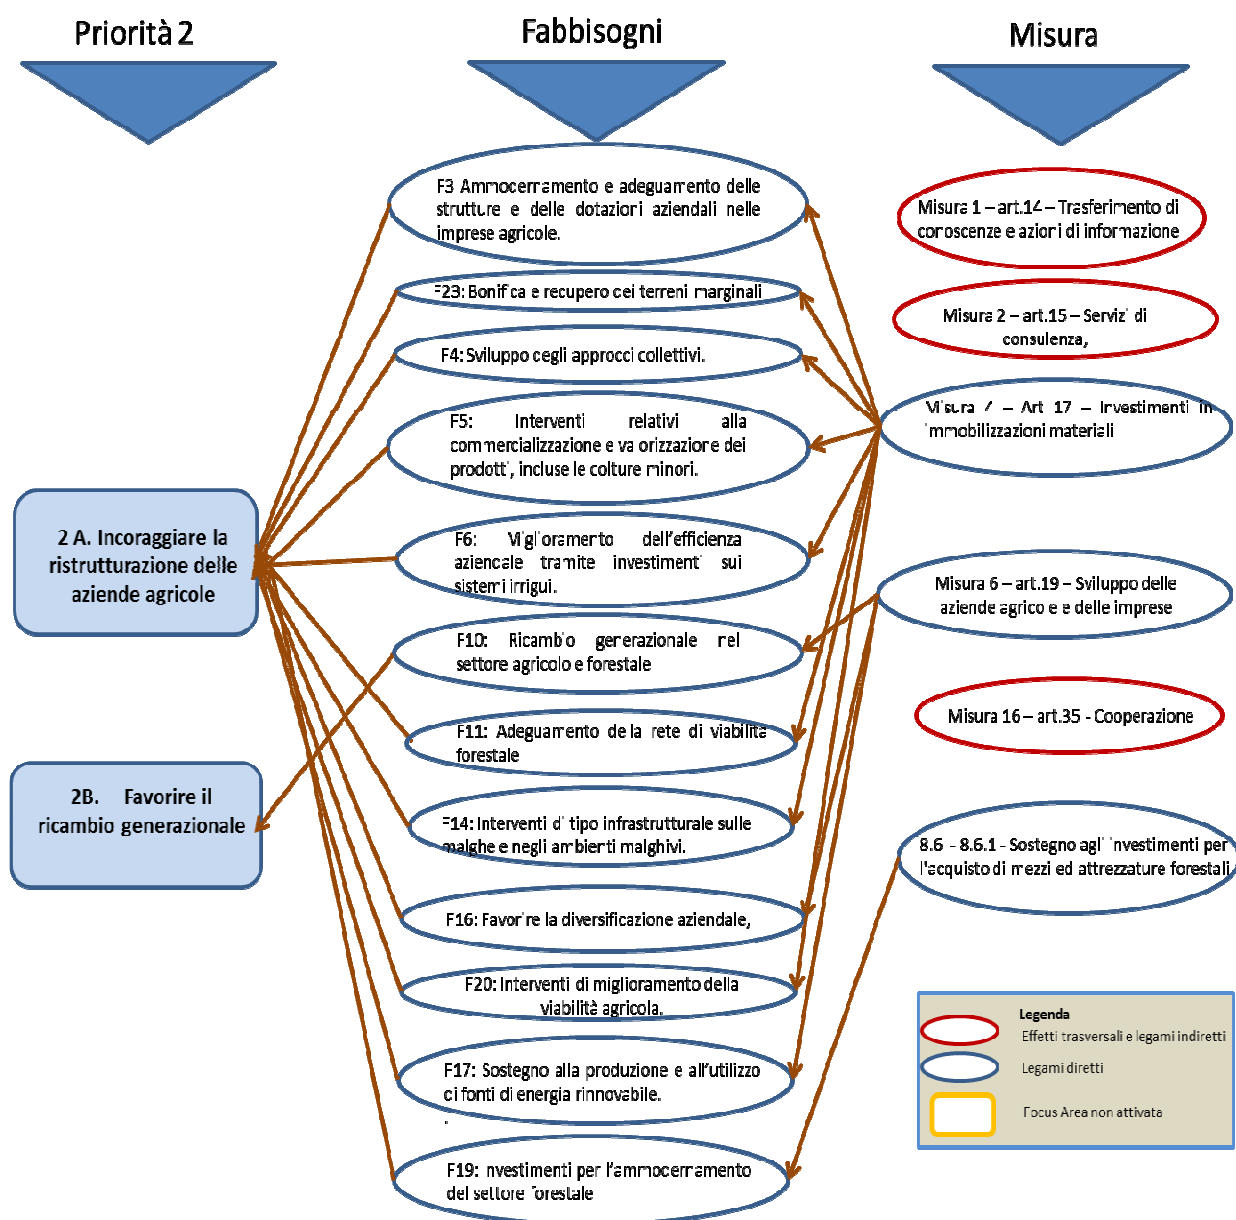 Priorità 2
Fabbisogni
Misura
F3 Ammocerramento e adeguamento delle
strutture e delle dotazioni aziendali nelle
imprese agricole.
F23: Bonifica e recupero dei terreni marginali
F4: Sviluppo degli approcci collettivi.
F5: Interventi relativi alla
commercializzazione e va orizzazione dei
prodotti, incluse le colture minori.
F6: Miglioramento dell'efficienza
aziendale tramite investimenti sui
sistemi irrigui.
F10: Ricambio generazionale nel
settore agricolo e forestale
F11: Adeguamento della rete di viabilità
forestale
F14: Interventi di tipo infrastrutturale sulle
malghe e negli ambienti malghivi.
F16: Favorire la diversificazione aziendale,
F20: Interventi di miglioramento della
viabilità agricola.
F17: Sostegno alla produzione e all'utilizzo
di fonti di energia rinnovabile.
.
F19: Investimenti per l'ammocerramento
del settore forestale
2 A. Incoraggiare la
ristrutturazione delle
aziende agricole
2B. Favorire il
ricambio generazionale
Misura 1 – art.14 – Trasferimento di
conoscenze e azioni di informazione
Misura 2 – art.15 – Servizi di
consulenza,
Misura 4 – Art 17 – Investimenti in
immobilizzazioni materiali
Misura 6 – art.19 – Sviluppo delle
aziende agrico e e delle imprese
Misura 16 – art.35 - Cooperazione
8.6 - 8.6.1 - Sostegno agli investimenti per
l'acquisto di mezzi ed attrezzature forestali
Legenda
Effetti trasversali e legami indiretti
Legami diretti
Focus Area non attivata